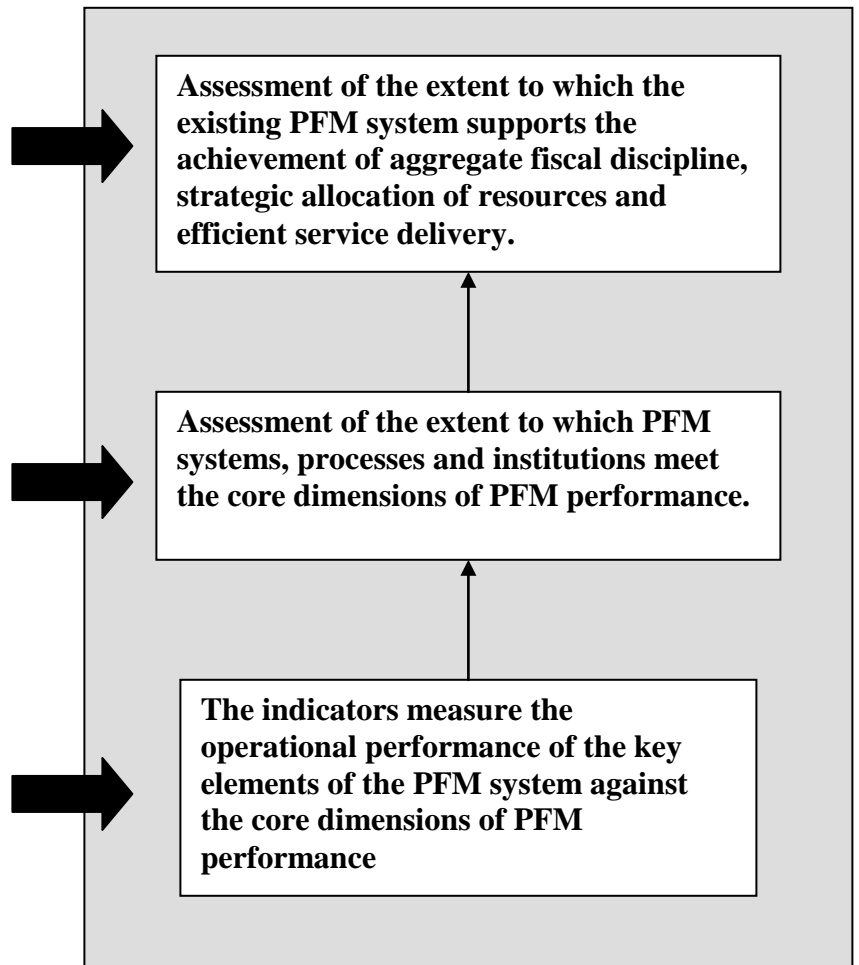 Assessment of the extent to which the
existing PFM system supports the
achievement of aggregate fiscal discipline,
strategic allocation of resources and
efficient service delivery.
Assessment of the extent to which PFM
systems, processes and institutions meet
the core dimensions of PFM performance.
The indicators measure the
operational performance of the key
elements of the PFM system against
the core dimensions of PFM
performance